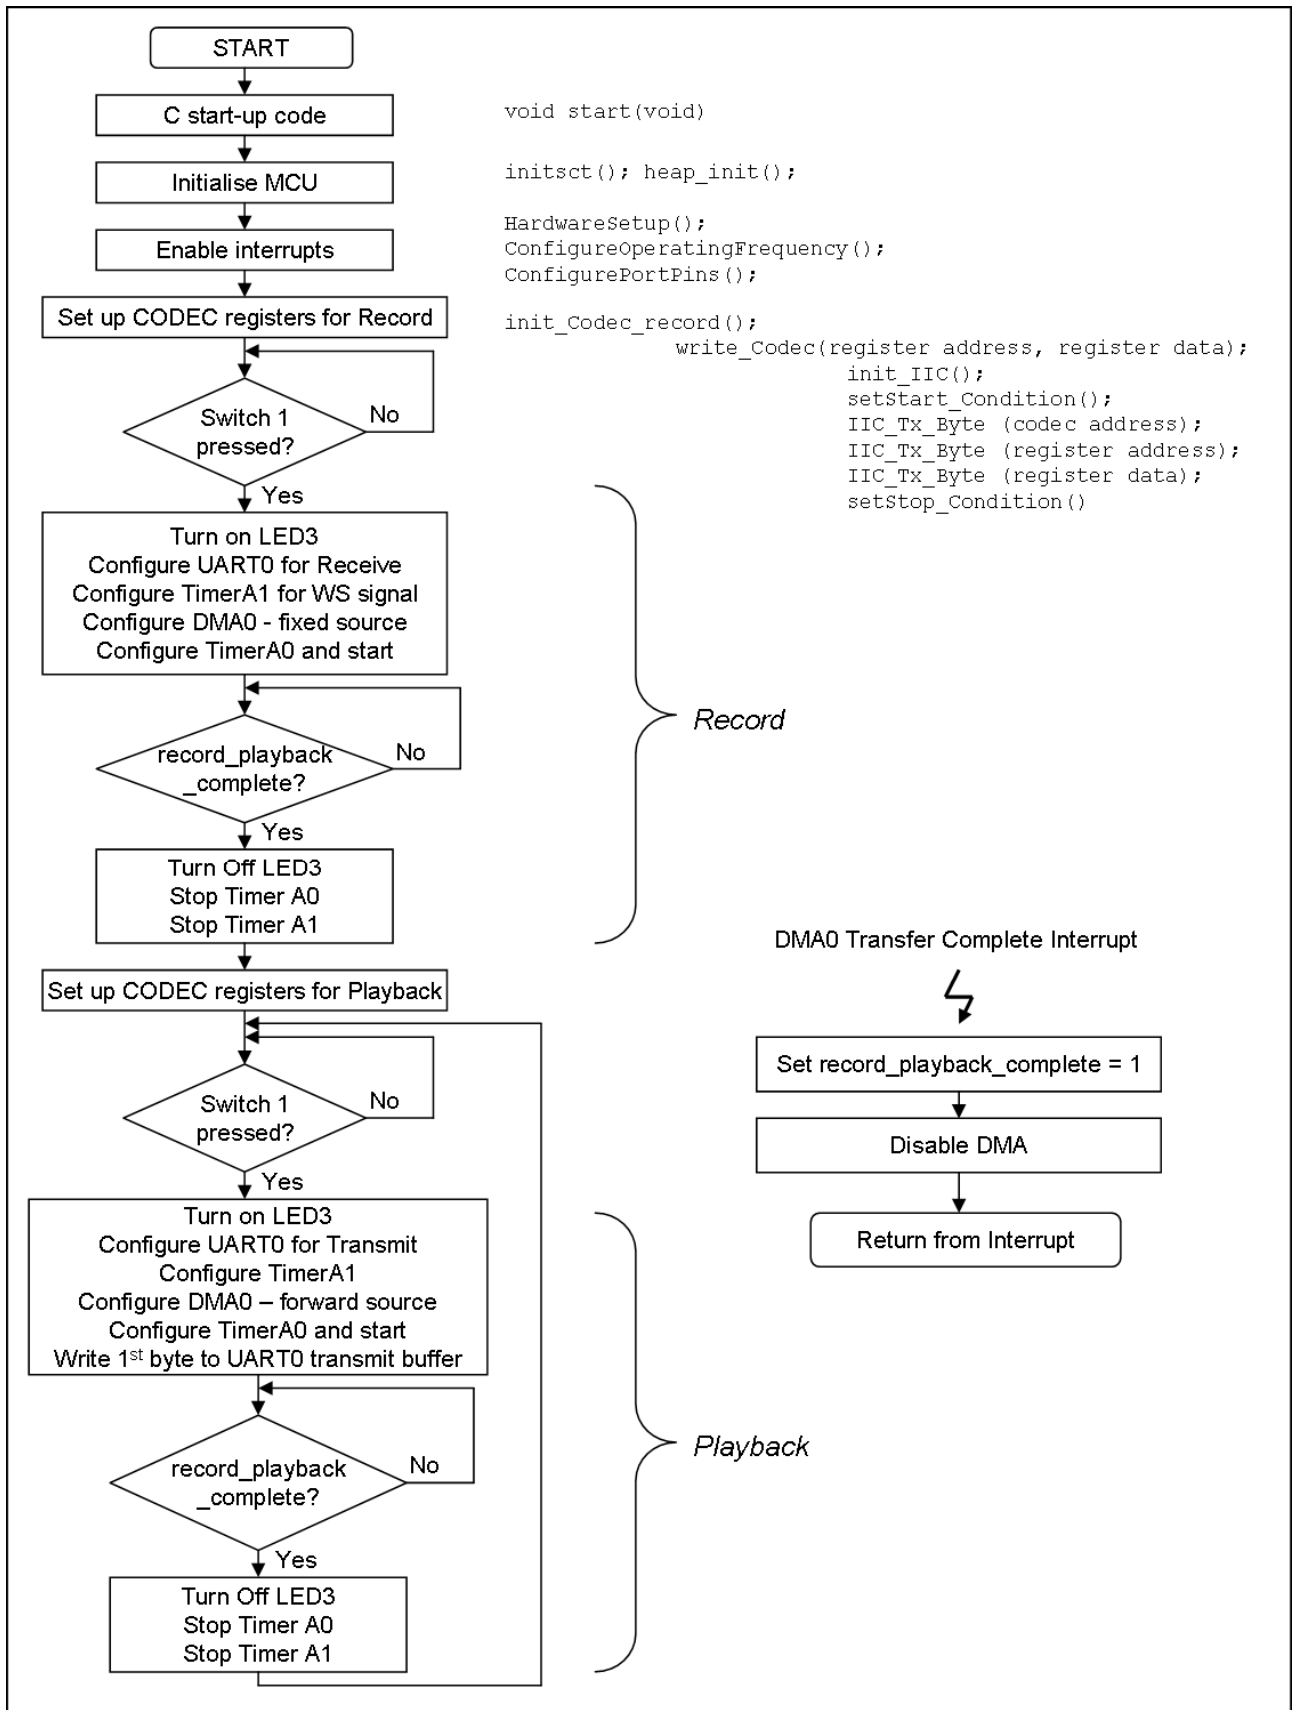 START
C start-up code
void start(void)
Initialise MCU
initsct(); heap_init();
Enable interrupts
HardwareSetup();
ConfigureOperatingFrequency();
ConfigurePortPins();
Set up CODEC registers for Record
init_Codec_record();
write_Codec(register address, register data);
init_IIC();
setStart_Condition();
IIC_Tx_Byte (codec address);
IIC_Tx_Byte (register address);
IIC_Tx_Byte (register data);
setStop_Condition()
Switch 1
pressed?
No
Yes
Turn on LED3
Configure UART0 for Receive
Configure TimerA1 for WS signal
Configure DMA0 - fixed source
Configure TimerA0 and start
Record
record_playback
_complete?
No
Yes
Turn Off LED3
Stop Timer A0
Stop Timer A1
Set up CODEC registers for Playback
Switch 1
pressed?
No
Yes
Turn on LED3
Configure UART0 for Transmit
Configure TimerA1
Configure DMA0 – forward source
Configure TimerA0 and start
Write 1st byte to UART0 transmit buffer
Playback
record_playback
_complete?
No
Yes
Turn Off LED3
Stop Timer A0
Stop Timer A1
DMA0 Transfer Complete Interrupt
Set record_playback_complete = 1
Disable DMA
Return from Interrupt